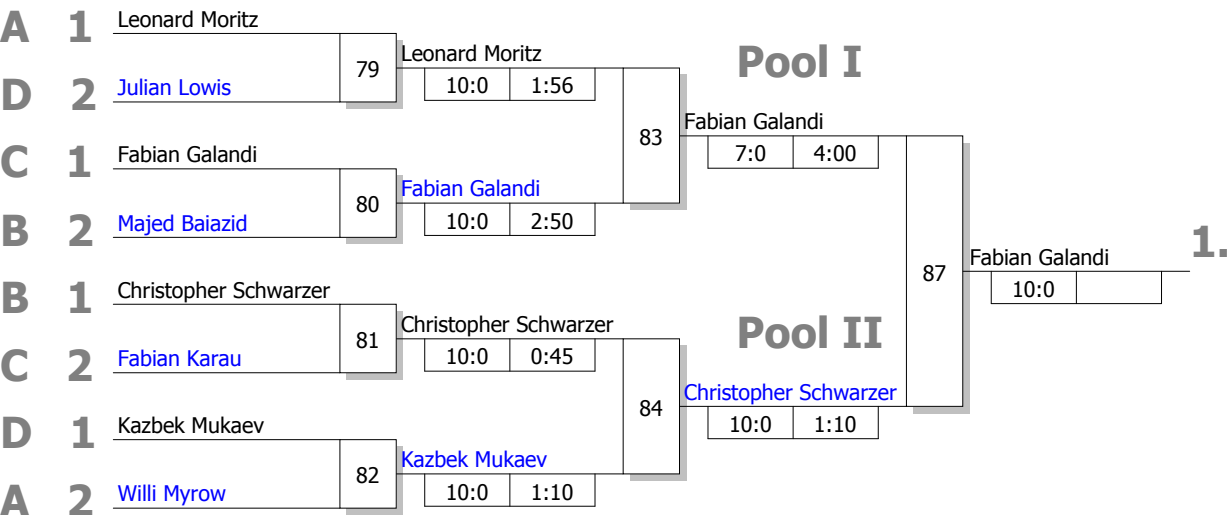 A 1 Leonard Moritz
79
Leonard Moritz
10:0 1:56
D 2 Julian Lowis
Pool I
83
Fabian Galandi
7:0 4:00
C 1 Fabian Galandi
80
Fabian Galandi
10:0 2:50
B 2 Majed Baiazid
87
Fabian Galandi
10:0
1.
B 1 Christopher Schwarzer
81
Christopher Schwarzer
10:0 0:45
C 2 Fabian Karau
Pool II
84
Christopher Schwarzer
10:0 1:10
D 1 Kazbek Mukaev
82
Kazbek Mukaev
10:0 1:10
A 2 Willi Myrow